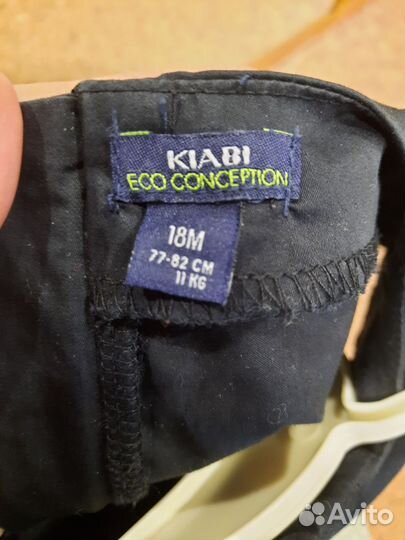 KIABI
ECO CONCEPTION
18M
77-82 CM
11 KG
Avito